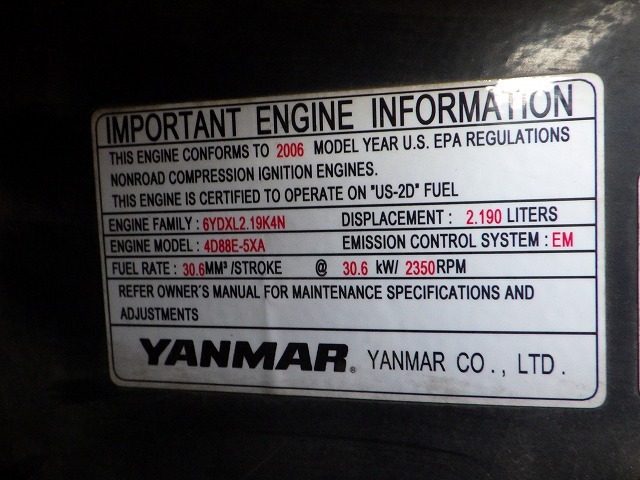 IMPORTANT ENGINE INFORMATION
THIS ENGINE CONFORMS TO 2006 MODEL YEAR U.S. EPA REGULATIONS
NONROAD COMPRESSION IGNITION ENGINES.
THIS ENGINE IS CERTIFIED TO OPERATE ON "US-2D" FUEL
ENGINE FAMILY : 6YDXL2.19K4N DISPLACEMENT : 2.190 LITERS
ENGINE MODEL : 4D88E-5XA EMISSION CONTROL SYSTEM : EM
FUEL RATE : 30.6MM³ /STROKE @ 30.6 kW/ 2350RPM
REFER OWNER'S MANUAL FOR MAINTENANCE SPECIFICATIONS AND
ADJUSTMENTS
YANMAR® YANMAR CO., LTD.